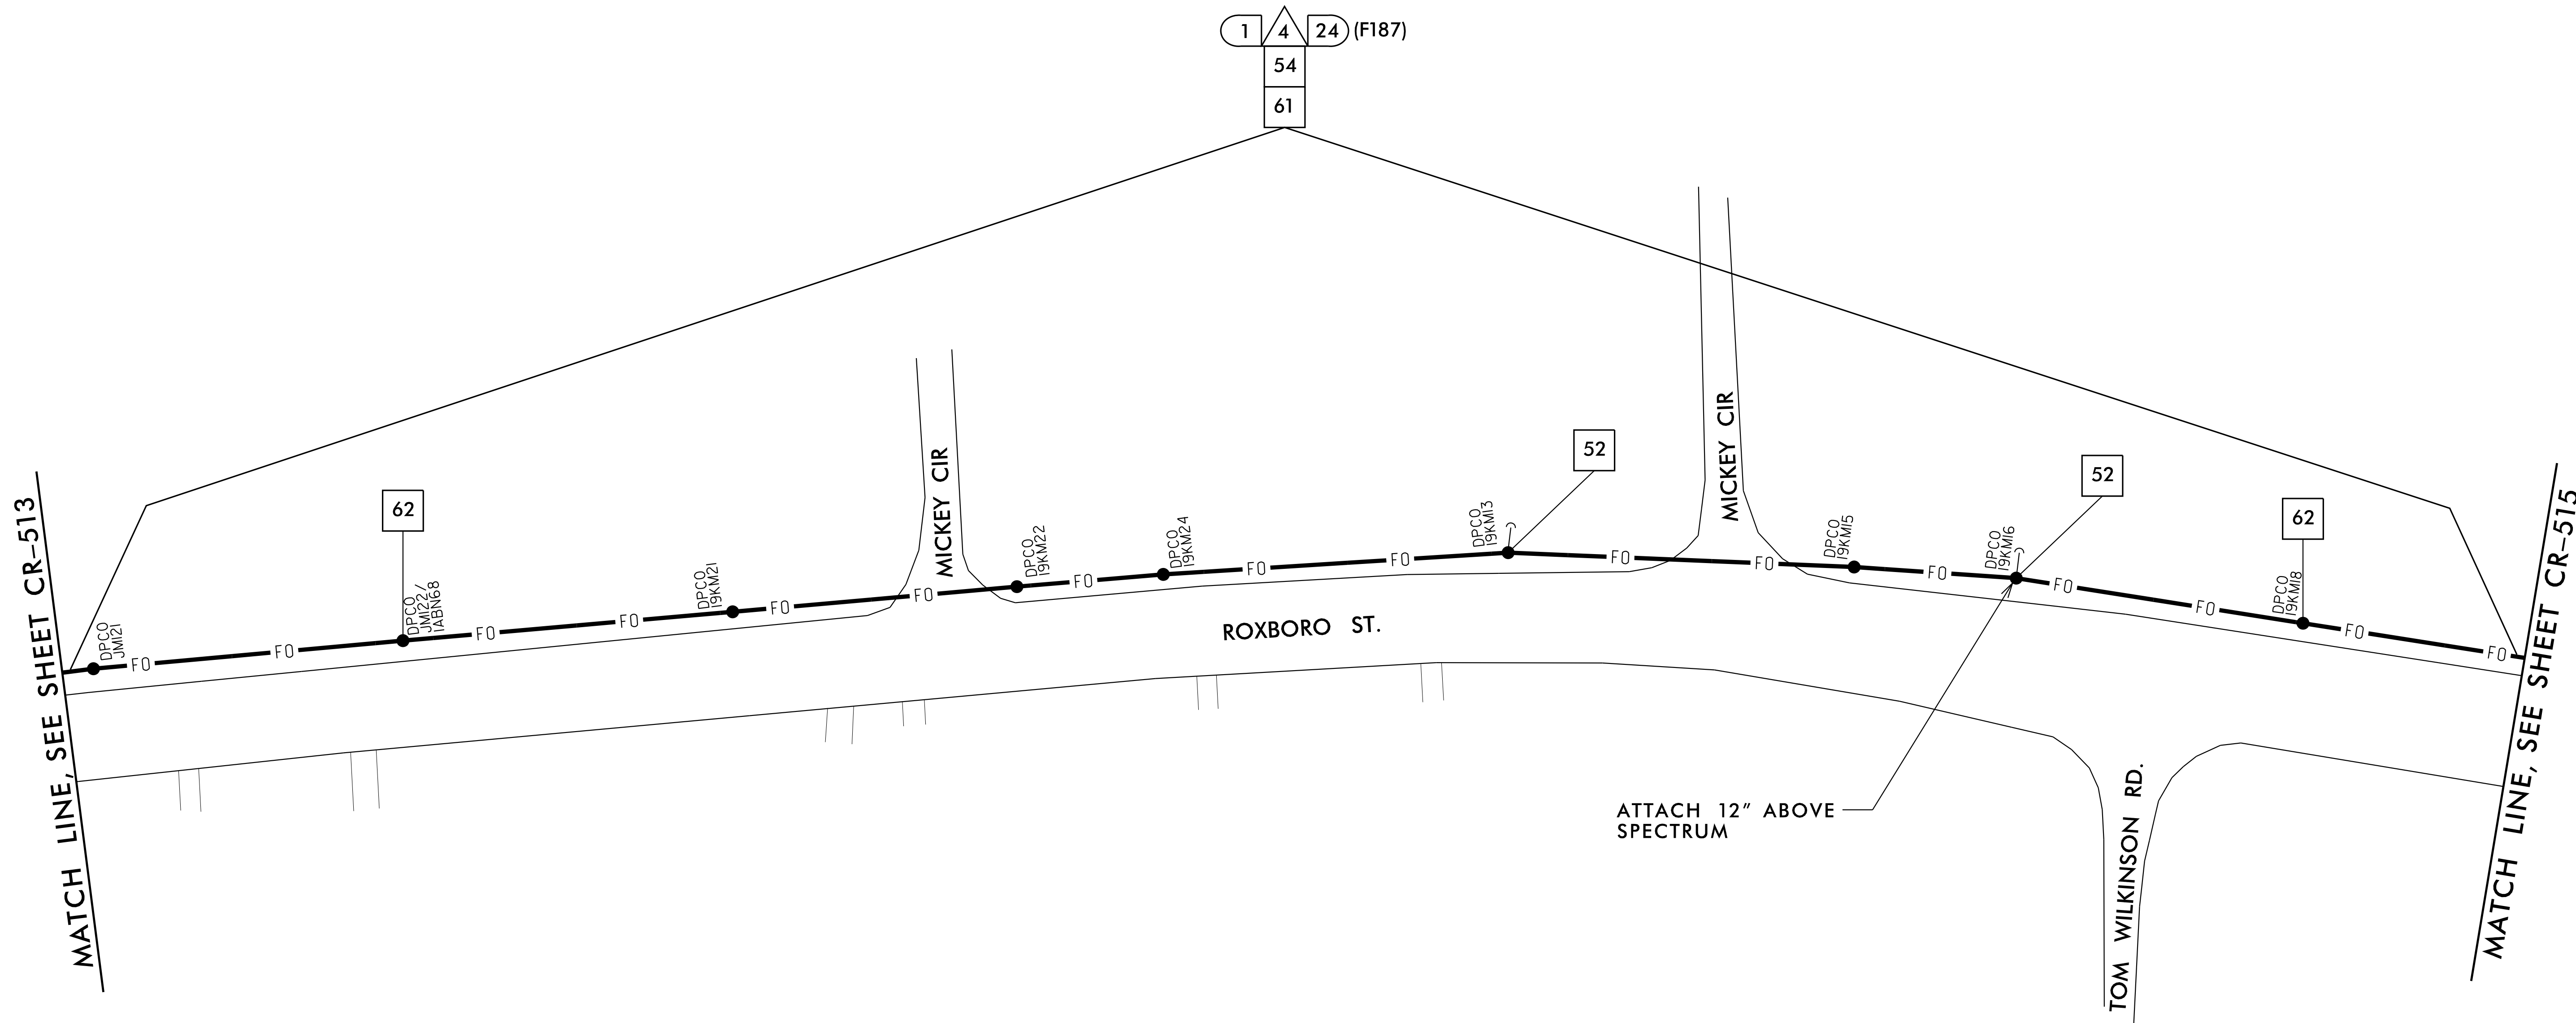 1 4 24 (F187)
54
61
MATCH LINE, SEE SHEET CR-513
DPCO
JM121
FO
FO
62
DPCO
JM122/
1ABN68
FO
FO
DPCO
19KM21
FO
FO
MICKEY CIR
DPCO
19KM22
FO
DPCO
19KM24
FO
FO
DPCO
19KM13
52
FO
MICKEY CIR
FO
DPCO
19KM15
FO
DPCO
19KM16
52
FO
FO
DPCO
19KM18
62
FO
FO
ROXBORO ST.
ATTACH 12" ABOVE
SPECTRUM
TOM WILKINSON RD.
MATCH LINE, SEE SHEET CR-515